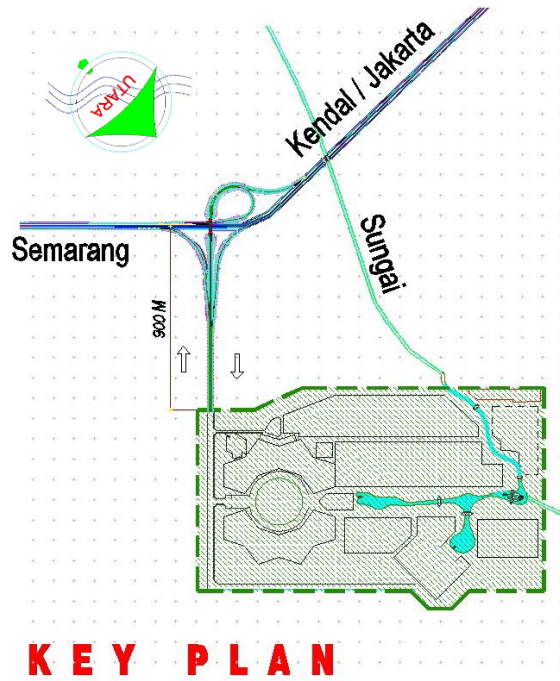 UTARA
Kendal / Jakarta
Semarang
Sungai
900 M
KEY PLAN